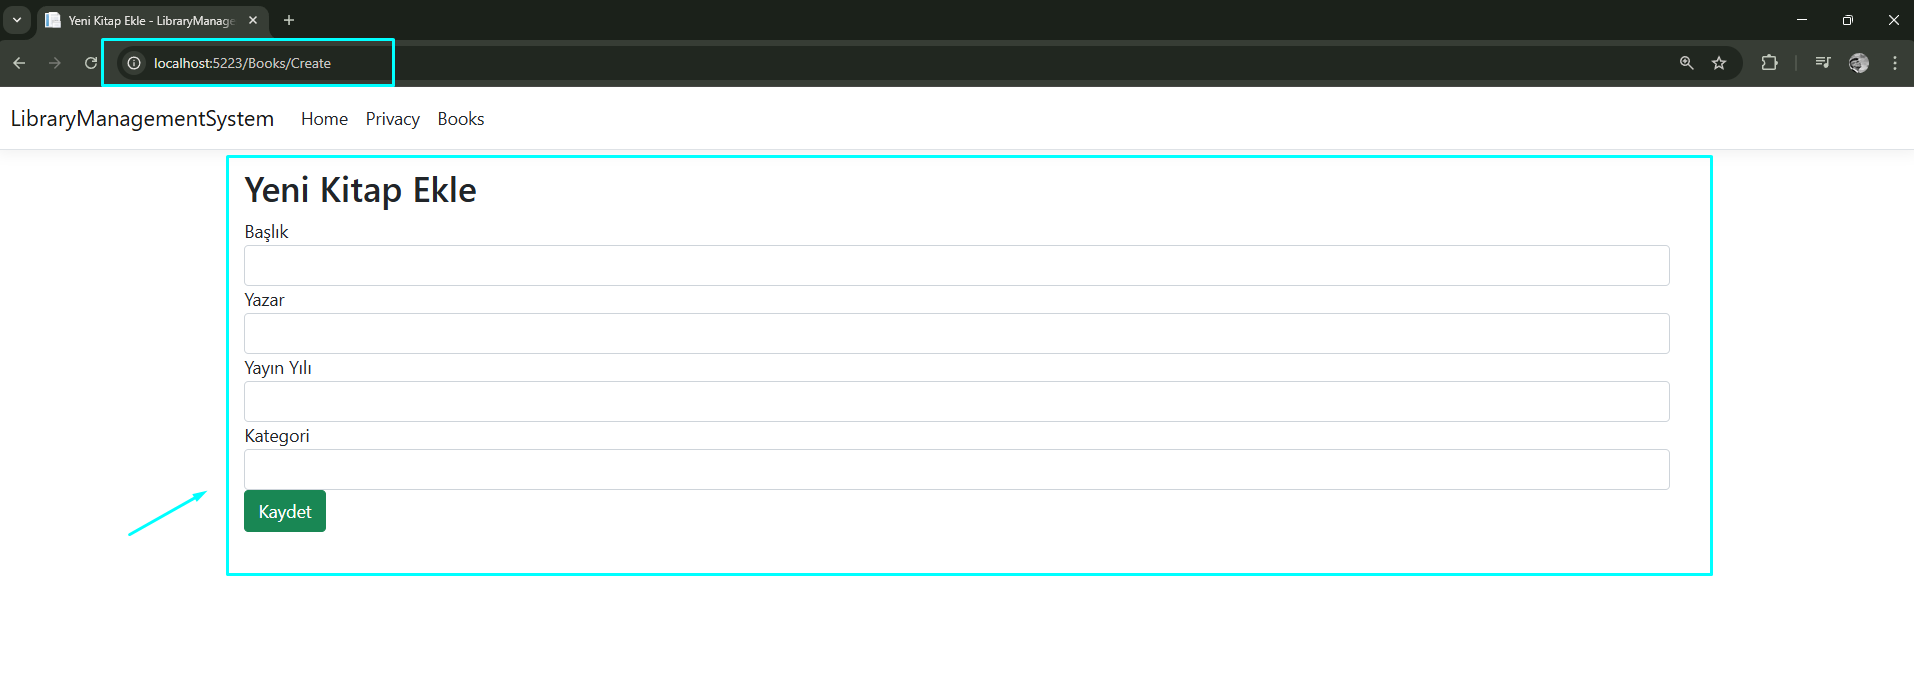 Yeni Kitap Ekle - LibraryManage
localhost:5223/Books/Create
LibraryManagementSystem Home Privacy Books
Yeni Kitap Ekle
Başlık
Yazar
Yayın Yılı
Kategori
Kaydet